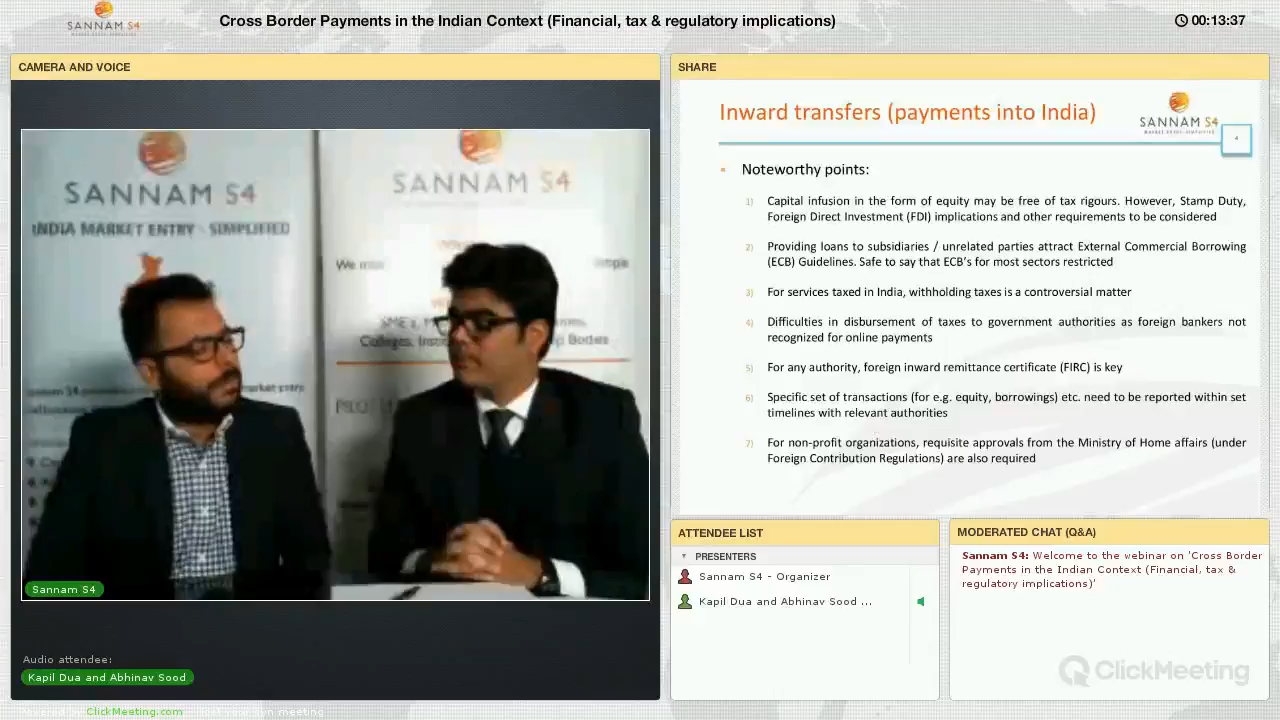 SANNAM S4
MARKET ENTRY-SIMPLIFIED
Cross Border Payments in the Indian Context (Financial, tax & regulatory implications)
00:13:37
CAMERA AND VOICE
SANNAM S4
INDIA MARKET ENTRY - SIMPLIFIED
SANNAM S4
We
market entry
Sannam S4
Audio attendee:
Kapil Dua and Abhinav Sood
ClickMeeting.com
SHARE
Inward transfers (payments into India)
SANNAM S4
MARKET ENTRY-SIMPLIFIED
4
Noteworthy points:
1) Capital infusion in the form of equity may be free of tax rigours. However, Stamp Duty,
Foreign Direct Investment (FDI) implications and other requirements to be considered
2) Providing loans to subsidiaries / unrelated parties attract External Commercial Borrowing
(ECB) Guidelines. Safe to say that ECB's for most sectors restricted
3) For services taxed in India, withholding taxes is a controversial matter
4) Difficulties in disbursement of taxes to government authorities as foreign bankers not
recognized for online payments
5) For any authority, foreign inward remittance certificate (FIRC) is key
6) Specific set of transactions (for e.g. equity, borrowings) etc. need to be reported within set
timelines with relevant authorities
7) For non-profit organizations, requisite approvals from the Ministry of Home affairs (under
Foreign Contribution Regulations) are also required
ATTENDEE LIST
PRESENTERS
Sannam S4 - Organizer
Kapil Dua and Abhinav Sood ...
MODERATED CHAT (Q&A)
Sannam S4: Welcome to the webinar on 'Cross Border
Payments in the Indian Context (Financial, tax &
regulatory implications)'
ClickMeeting